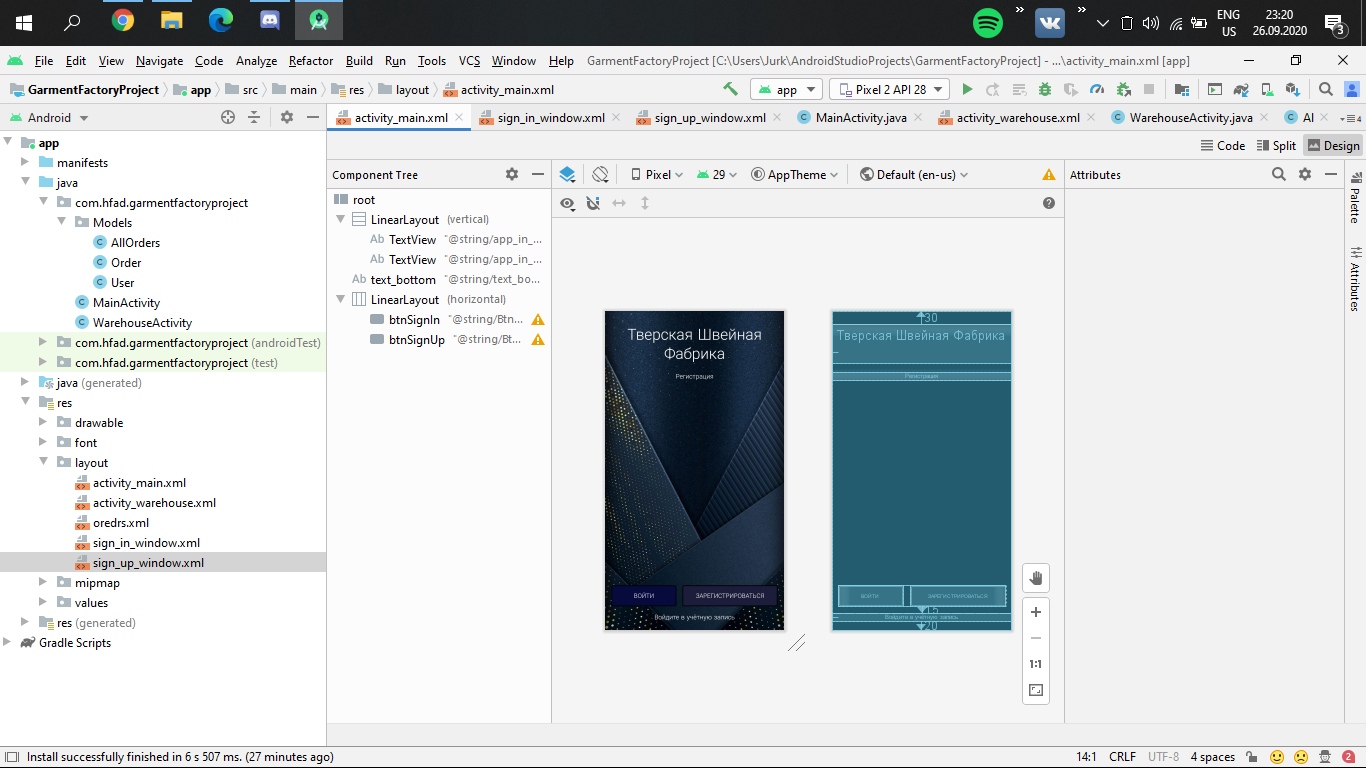 ENG
US
23:20
26.09.2020
3
File Edit View Navigate Code Analyze Refactor Build Run Tools VCS Window Help GarmentFactoryProject [C:\Users\Jurk\AndroidStudioProjects\GarmentFactoryProject] - ...\activity_main.xml [app]
GarmentFactoryProject app src main res layout activity_main.xml app Pixel 2 API 28
Android activity_main.xml sign_in_window.xml sign_up_window.xml MainActivity.java activity_warehouse.xml WarehouseActivity.java Al 4
Code Split Design
app
manifests
java
com.hfad.garmentfactoryproject
Models
AllOrders
Order
User
MainActivity
WarehouseActivity
com.hfad.garmentfactoryproject (androidTest)
com.hfad.garmentfactoryproject (test)
java (generated)
res
drawable
font
layout
activity_main.xml
activity_warehouse.xml
oredrs.xml
sign_in_window.xml
sign_up_window.xml
mipmap
values
res (generated)
Gradle Scripts
Component Tree
root
LinearLayout (vertical)
Ab TextView "@string/app_in_...
Ab TextView "@string/app_in_...
Ab text_bottom "@string/text_bo...
LinearLayout (horizontal)
btnSignIn "@string/Btn...
btnSignUp "@string/Bt...
Pixel 29 AppTheme Default (en-us)
Тверская Швейная
Фабрика
Регистрация
ВОЙТИ ЗАРЕГИСТРИРОВАТЬСЯ
Войдите в учётную запись
30
Тверская Швейная Фабрика
Регистрация
ВОЙТИ ЗАРЕГИСТРИРОВАТЬСЯ
15
Войдите в учётную запись
20
1:1
Attributes
Palette
Attributes
Install successfully finished in 6 s 507 ms. (27 minutes ago) 14:1 CRLF UTF-8 4 spaces 2